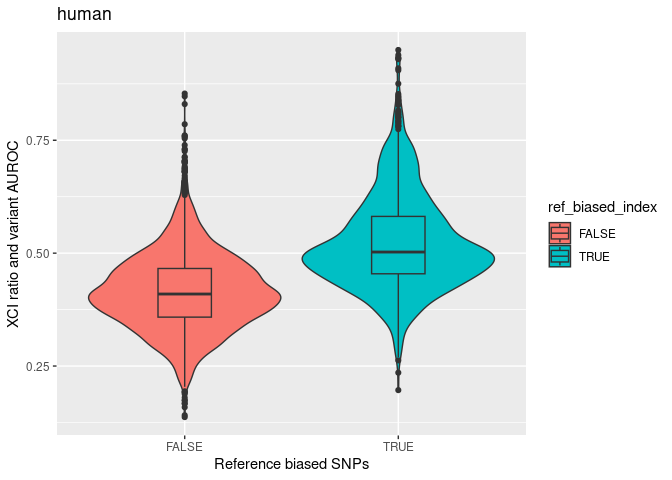 human
XCI ratio and variant AUROC
0.75
0.50
0.25
FALSE
TRUE
Reference biased SNPs
ref_biased_index
FALSE
TRUE